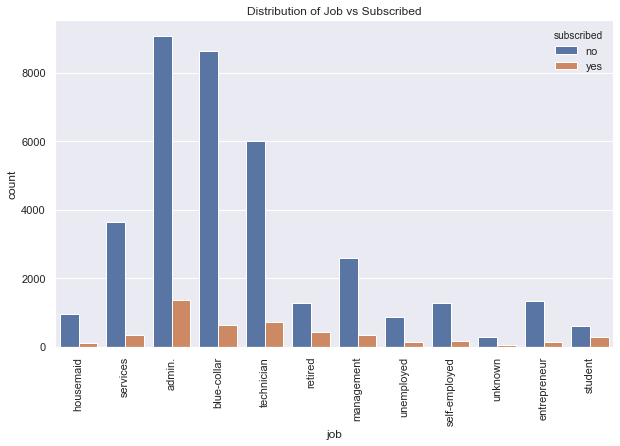 Distribution of Job vs Subscribed
subscribed
no
yes
8000
6000
4000
2000
0
count
housemaid
services
admin.
blue-collar
technician
retired
management
unemployed
self-employed
unknown
entrepreneur
student
job